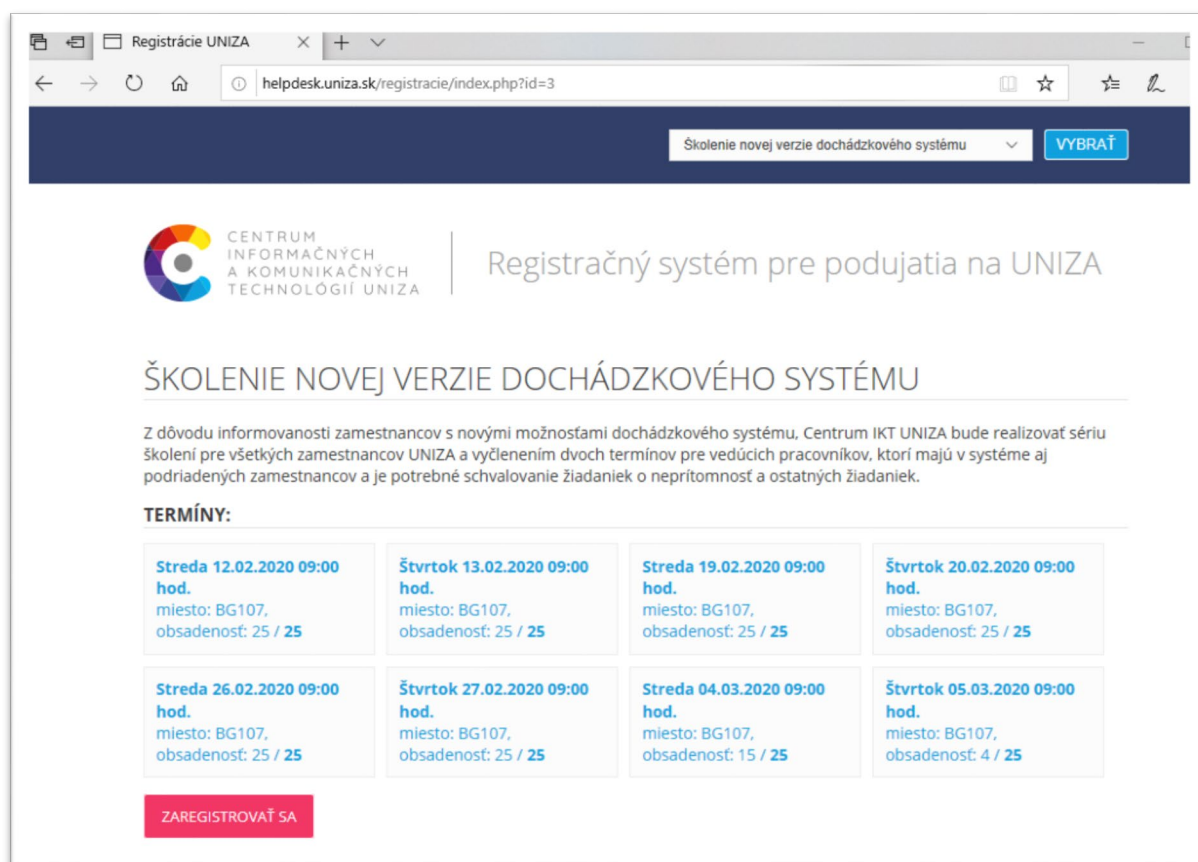 Registrácie UNIZA
helpdesk.uniza.sk/registracie/index.php?id=3
Školenie novej verzie dochádzkového systému
VYBRAŤ
CENTRUM
INFORMAČNÝCH
A KOMUNIKAČNÝCH
TECHNOLÓGIÍ UNIZA
Registračný systém pre podujatia na UNIZA
ŠKOLENIE NOVEJ VERZIE DOCHÁDZKOVÉHO SYSTÉMU
Z dôvodu informovanosti zamestnancov s novými možnosťami dochádzkového systému, Centrum IKT UNIZA bude realizovať sériu
školení pre všetkých zamestnancov UNIZA a vyčlenením dvoch termínov pre vedúcich pracovníkov, ktorí majú v systéme aj
podriadených zamestnancov a je potrebné schvalovanie žiadaniek o neprítomnosť a ostatných žiadaniek.
TERMÍNY:
Streda 12.02.2020 09:00
hod.
miesto: BG107,
obsadenosť: 25 / 25
Štvrtok 13.02.2020 09:00
hod.
miesto: BG107,
obsadenosť: 25 / 25
Streda 19.02.2020 09:00
hod.
miesto: BG107,
obsadenosť: 25 / 25
Štvrtok 20.02.2020 09:00
hod.
miesto: BG107,
obsadenosť: 25 / 25
Streda 26.02.2020 09:00
hod.
miesto: BG107,
obsadenosť: 25 / 25
Štvrtok 27.02.2020 09:00
hod.
miesto: BG107,
obsadenosť: 25 / 25
Streda 04.03.2020 09:00
hod.
miesto: BG107,
obsadenosť: 15 / 25
Štvrtok 05.03.2020 09:00
hod.
miesto: BG107,
obsadenosť: 4 / 25
ZAREGISTROVAŤ SA